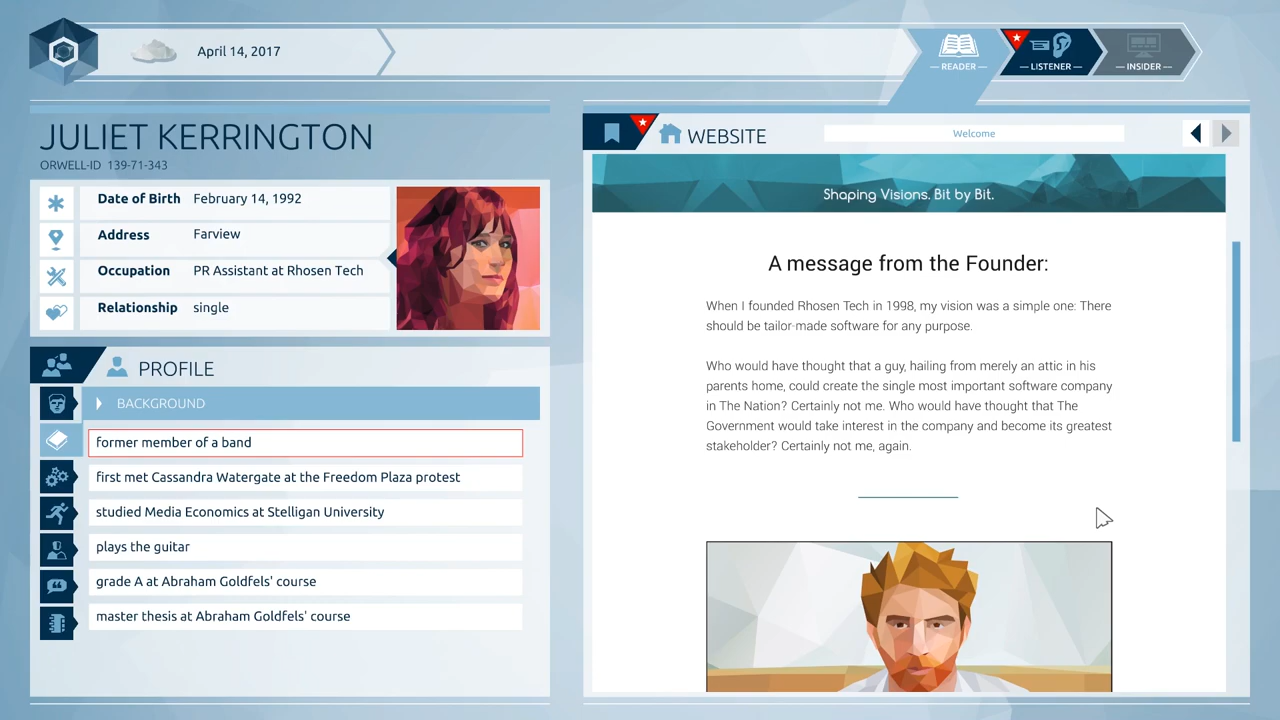 April 14, 2017
READER
LISTENER
INSIDER
JULIET KERRINGTON
ORWELL-ID 139-71-343
Date of Birth February 14, 1992
Address Farview
Occupation PR Assistant at Rhosen Tech
Relationship single
PROFILE
BACKGROUND
former member of a band
first met Cassandra Watergate at the Freedom Plaza protest
studied Media Economics at Stelligan University
plays the guitar
grade A at Abraham Goldfels' course
master thesis at Abraham Goldfels' course
WEBSITE
Welcome
Shaping Visions. Bit by Bit.
A message from the Founder:
When I founded Rhosen Tech in 1998, my vision was a simple one: There
should be tailor-made software for any purpose.
Who would have thought that a guy, hailing from merely an attic in his
parents home, could create the single most important software company
in The Nation? Certainly not me. Who would have thought that The
Government would take interest in the company and become its greatest
stakeholder? Certainly not me, again.